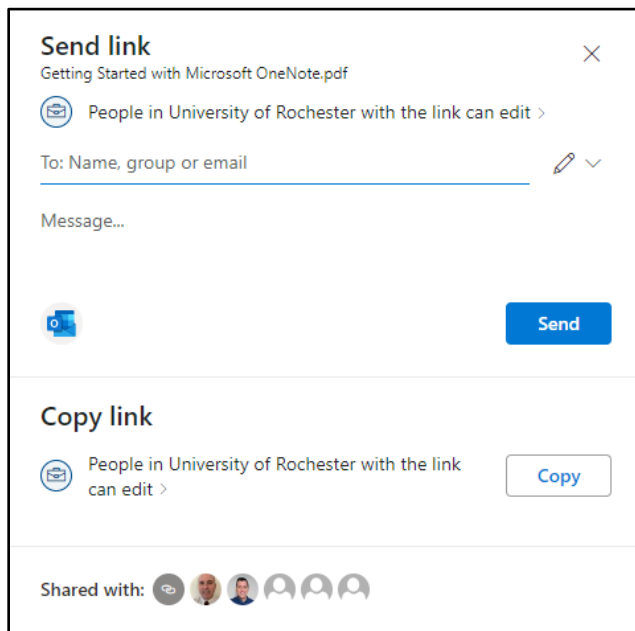 Send link
Getting Started with Microsoft OneNote.pdf
People in University of Rochester with the link can edit >
To: Name, group or email
Message...
Send
Copy link
People in University of Rochester with the link
can edit >
Copy
Shared with: